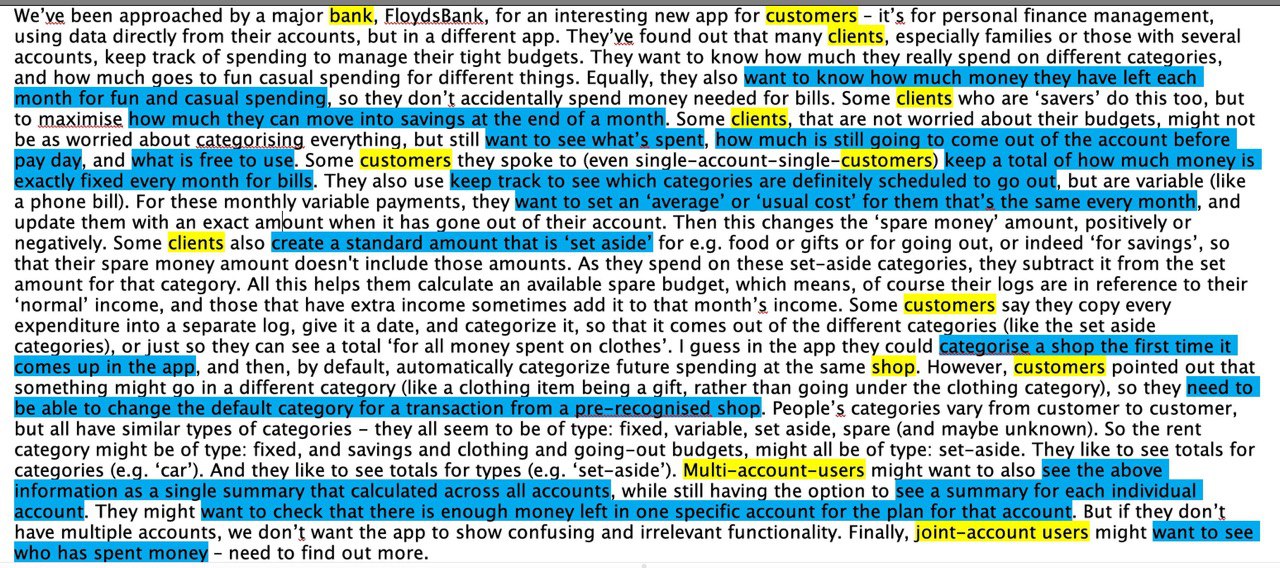 We've been approached by a major bank, FloydsBank, for an interesting new app for customers – it's for personal finance management,
using data directly from their accounts, but in a different app. They've found out that many clients, especially families or those with several
accounts, keep track of spending to manage their tight budgets. They want to know how much they really spend on different categories,
and how much goes to fun casual spending for different things. Equally, they also want to know how much money they have left each
month for fun and casual spending, so they don't accidentally spend money needed for bills. Some clients who are 'savers' do this too, but
to maximise how much they can move into savings at the end of a month. Some clients, that are not worried about their budgets, might not
be as worried about categorising everything, but still want to see what's spent, how much is still going to come out of the account before
pay day, and what is free to use. Some customers they spoke to (even single-account-single-customers) keep a total of how much money is
exactly fixed every month for bills. They also use keep track to see which categories are definitely scheduled to go out, but are variable (like
a phone bill). For these monthly variable payments, they want to set an 'average' or 'usual cost' for them that's the same every month, and
update them with an exact amount when it has gone out of their account. Then this changes the 'spare money' amount, positively or
negatively. Some clients also create a standard amount that is 'set aside' for e.g. food or gifts or for going out, or indeed 'for savings', so
that their spare money amount doesn't include those amounts. As they spend on these set-aside categories, they subtract it from the set
amount for that category. All this helps them calculate an available spare budget, which means, of course their logs are in reference to their
'normal' income, and those that have extra income sometimes add it to that month's income. Some customers say they copy every
expenditure into a separate log, give it a date, and categorize it, so that it comes out of the different categories (like the set aside
categories), or just so they can see a total 'for all money spent on clothes'. I guess in the app they could categorise a shop the first time it
comes up in the app, and then, by default, automatically categorize future spending at the same shop. However, customers pointed out that
something might go in a different category (like a clothing item being a gift, rather than going under the clothing category), so they need to
be able to change the default category for a transaction from a pre-recognised shop. People's categories vary from customer to customer,
but all have similar types of categories – they all seem to be of type: fixed, variable, set aside, spare (and maybe unknown). So the rent
category might be of type: fixed, and savings and clothing and going-out budgets, might all be of type: set-aside. They like to see totals for
categories (e.g. 'car'). And they like to see totals for types (e.g. 'set-aside'). Multi-account-users might want to also see the above
information as a single summary that calculated across all accounts, while still having the option to see a summary for each individual
account. They might want to check that there is enough money left in one specific account for the plan for that account. But if they don't
have multiple accounts, we don't want the app to show confusing and irrelevant functionality. Finally, joint-account users might want to see
who has spent money – need to find out more.